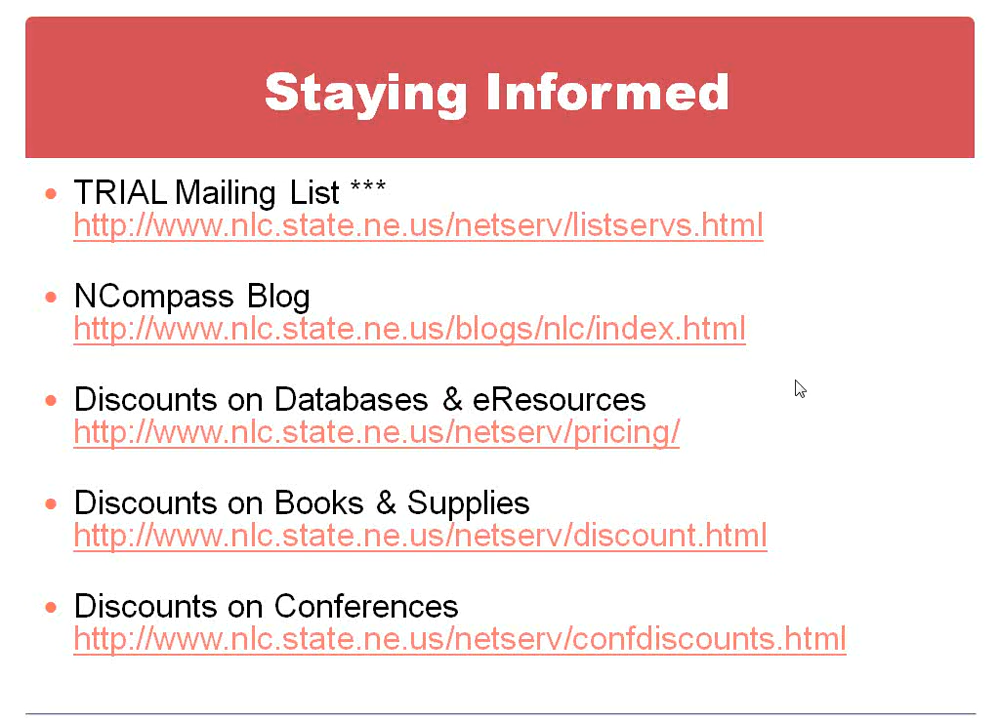 Staying Informed
• TRIAL Mailing List ***
http://www.nlc.state.ne.us/netserv/listservs.html
• NCompass Blog
http://www.nlc.state.ne.us/blogs/nlc/index.html
• Discounts on Databases & eResources
http://www.nlc.state.ne.us/netserv/pricing/
• Discounts on Books & Supplies
http://www.nlc.state.ne.us/netserv/discount.html
• Discounts on Conferences
http://www.nlc.state.ne.us/netserv/confdiscounts.html